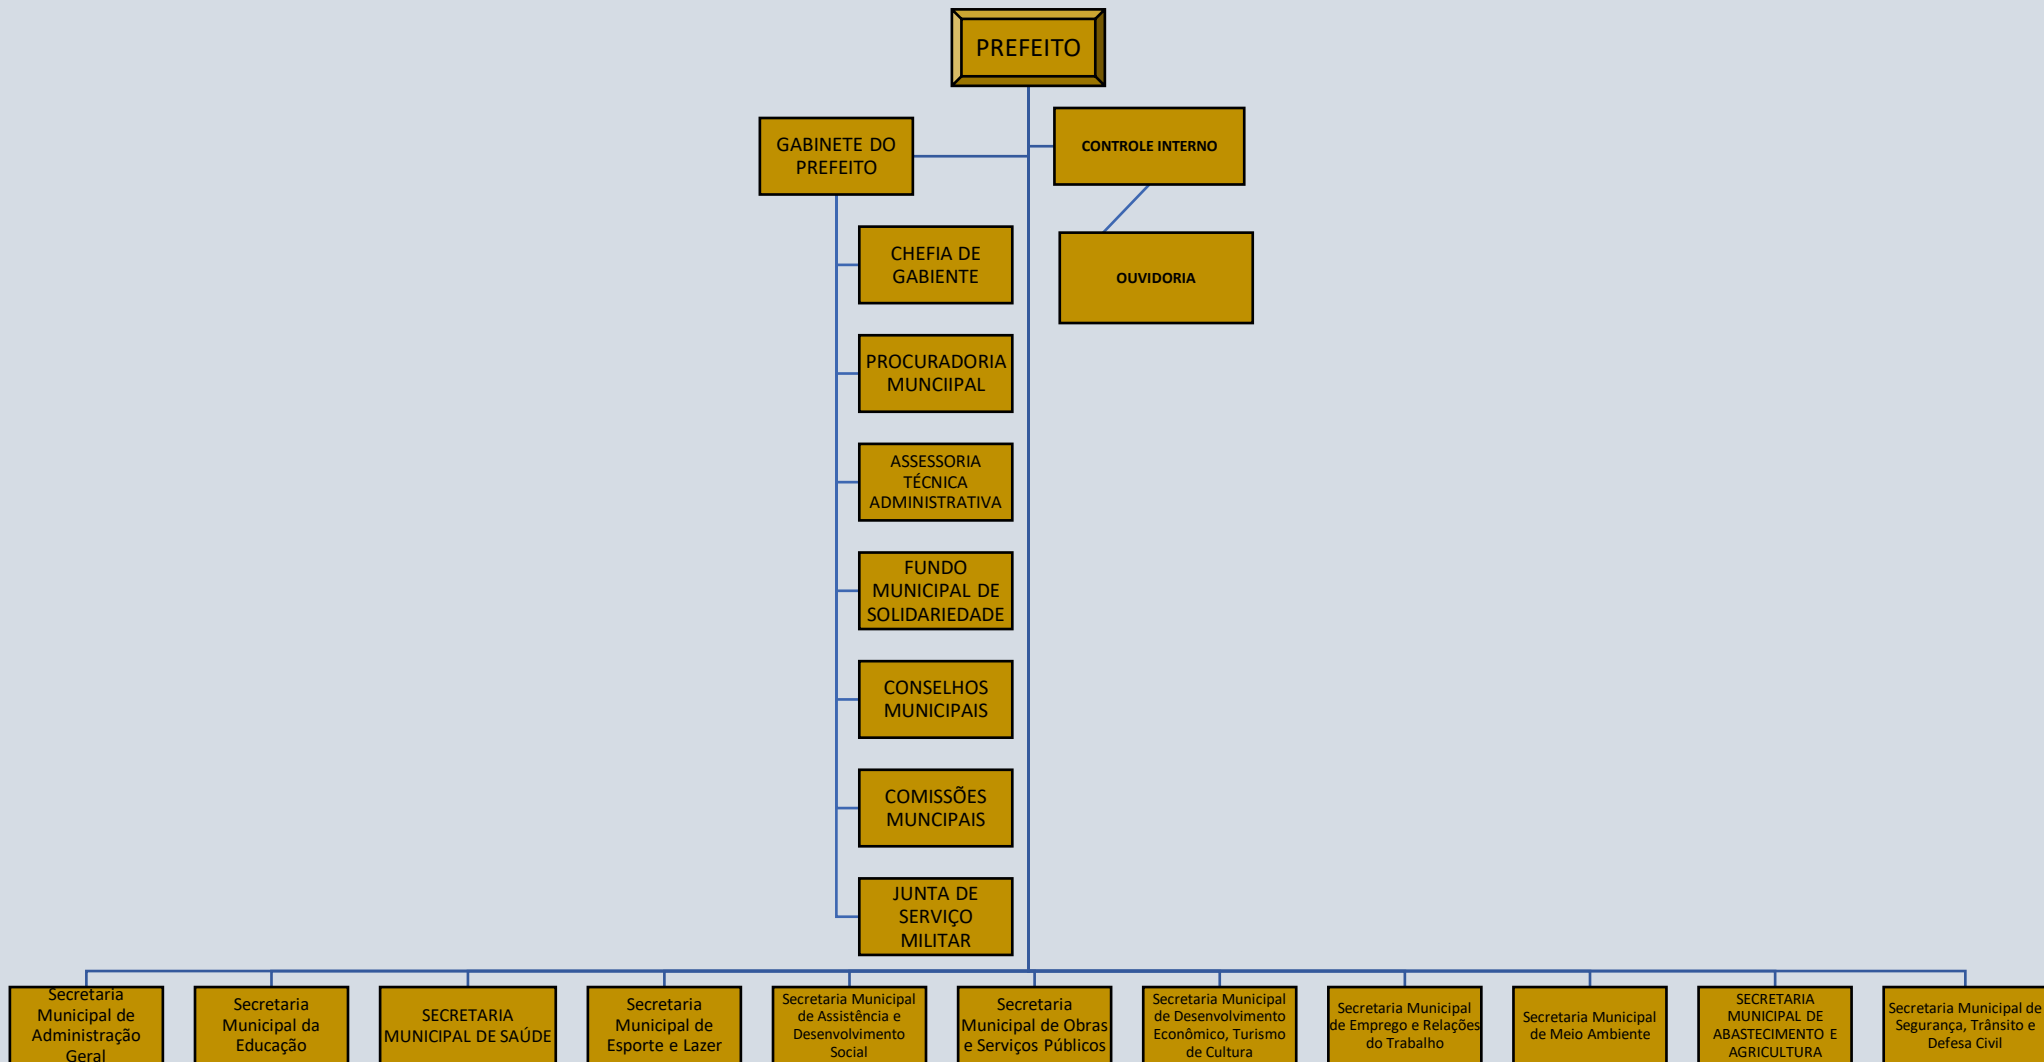 PREFEITO
GABINETE DO
PREFEITO
CONTROLE INTERNO
CHEFIA DE
GABIENTE
OUVIDORIA
PROCURADORIA
MUNCIIPAL
ASSESSORIA
TÉCNICA
ADMINISTRATIVA
FUNDO
MUNICIPAL DE
SOLIDARIEDADE
CONSELHOS
MUNICIPAIS
COMISSÕES
MUNCIPAIS
JUNTA DE
SERVIÇO
MILITAR
Secretaria
Municipal de
Administração
Geral
Secretaria
Municipal da
Educação
SECRETARIA
MUNICIPAL DE SAÚDE
Secretaria
Municipal de
Esporte e Lazer
Secretaria Municipal
de Assistência e
Desenvolvimento
Social
Secretaria
Municipal de Obras
e Serviços Públicos
Secretaria Municipal
de Desenvolvimento
Econômico, Turismo
de Cultura
Secretaria Municipal
de Emprego e Relações
do Trabalho
Secretaria Municipal
de Meio Ambiente
SECRETARIA
MUNICIPAL DE
ABASTECIMENTO E
AGRICULTURA
Secretaria Municipal de
Segurança, Trânsito e
Defesa Civil